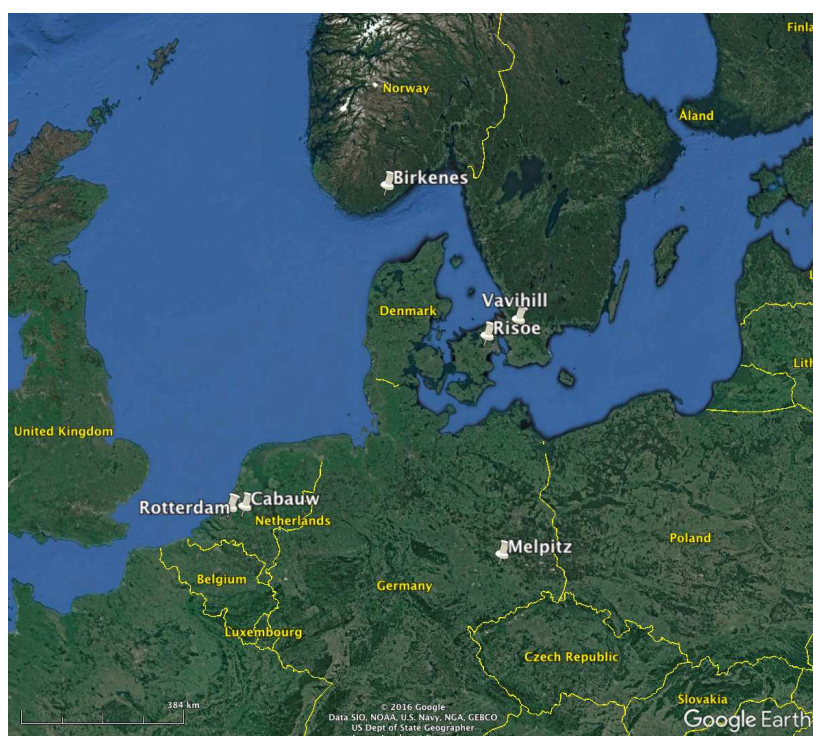 Finla
Norway
Åland
Birkenes
Denmark
Vavihill
Risoe
L
Lith
United Kingdom
Rotterdam
Cabauw
Netherlands
Melpitz
Poland
Belgium
Germany
Luxembourg
Czech Republic
Slovakia
384 km
© 2016 Google
Data SIO, NOAA, U.S. Navy, NGA, GEBCO
US Dept of State Geographer
Google Earth